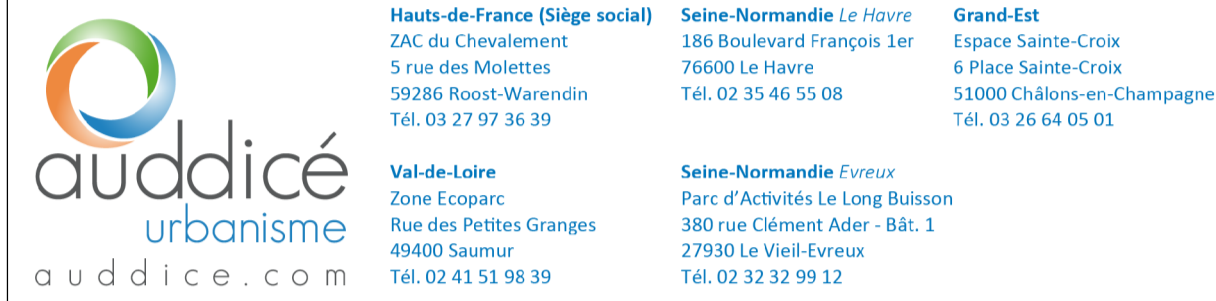 auddicé
urbanisme
auddice.com
Hauts-de-France (Siège social)
ZAC du Chevalement
5 rue des Molettes
59286 Roost-Warendin
Tél. 03 27 97 36 39
Seine-Normandie Le Havre
186 Boulevard François 1er
76600 Le Havre
Tél. 02 35 46 55 08
Grand-Est
Espace Sainte-Croix
6 Place Sainte-Croix
51000 Châlons-en-Champagne
Tél. 03 26 64 05 01
Val-de-Loire
Zone Ecoparc
Rue des Petites Granges
49400 Saumur
Tél. 02 41 51 98 39
Seine-Normandie Evreux
Parc d’Activités Le Long Buisson
380 rue Clément Ader - Bât. 1
27930 Le Vieil-Evreux
Tél. 02 32 32 99 12